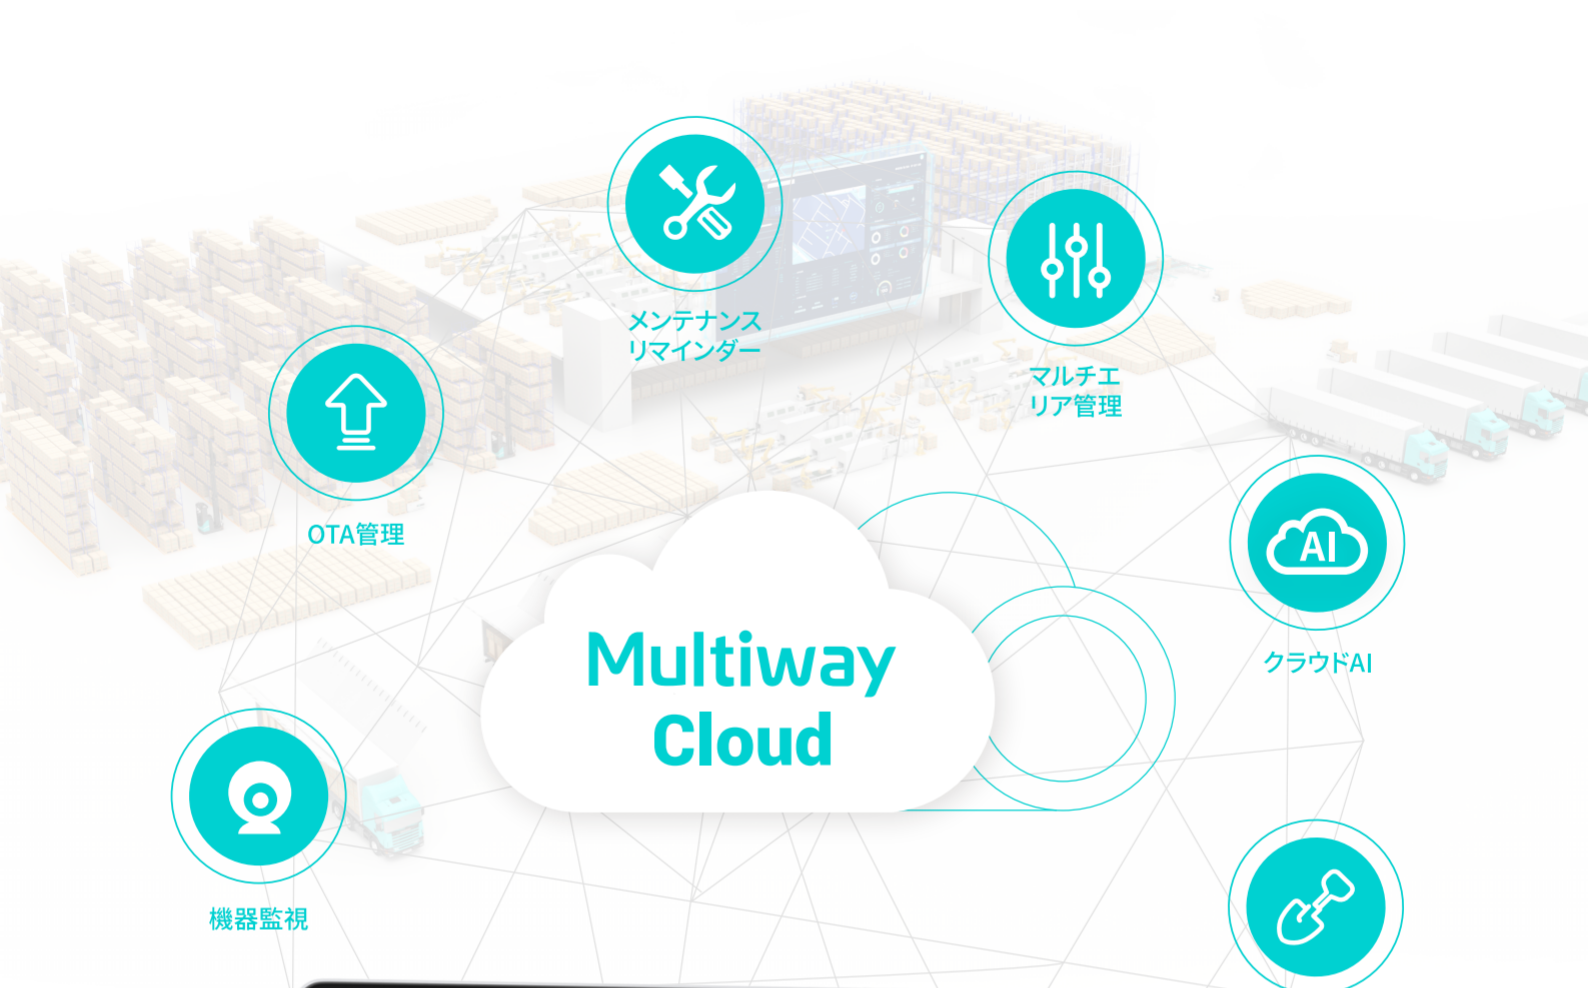 メンテナンス
リマインダー
マルチエ
リア管理
OTA管理
AI
クラウドAI
Multiway
Cloud
機器監視